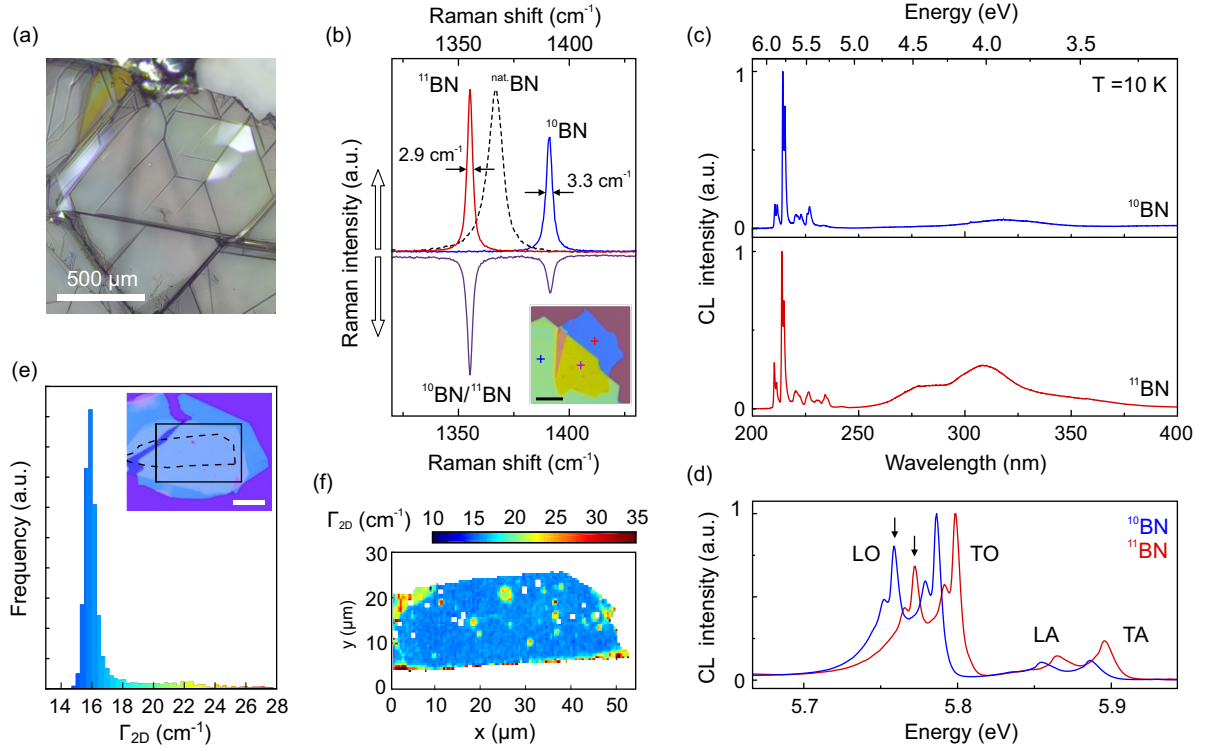 (a)
500 µm
(b)
Raman shift (cm⁻¹)
1350 1400
Raman intensity (a.u.)
¹¹BN
ⁿᵃᵗ·BN
¹⁰BN
2.9 cm⁻¹
3.3 cm⁻¹
¹⁰BN/¹¹BN
1350 1400
Raman shift (cm⁻¹)
(c)
Energy (eV)
6.0 5.5 5.0 4.5 4.0 3.5
CL intensity (a.u.)
1
0
T =10 K
¹⁰BN
1
0
¹¹BN
200 250 300 350 400
Wavelength (nm)
(d)
CL intensity (a.u.)
1
0
LO
TO
LA
TA
¹⁰BN
¹¹BN
5.7 5.8 5.9
Energy (eV)
(e)
Frequency (a.u.)
14 16 18 20 22 24 26 28
Γ2D (cm⁻¹)
(f)
Γ2D (cm⁻¹)
10 15 20 25 30 35
y (µm)
30
20
10
0
0 10 20 30 40 50
x (µm)